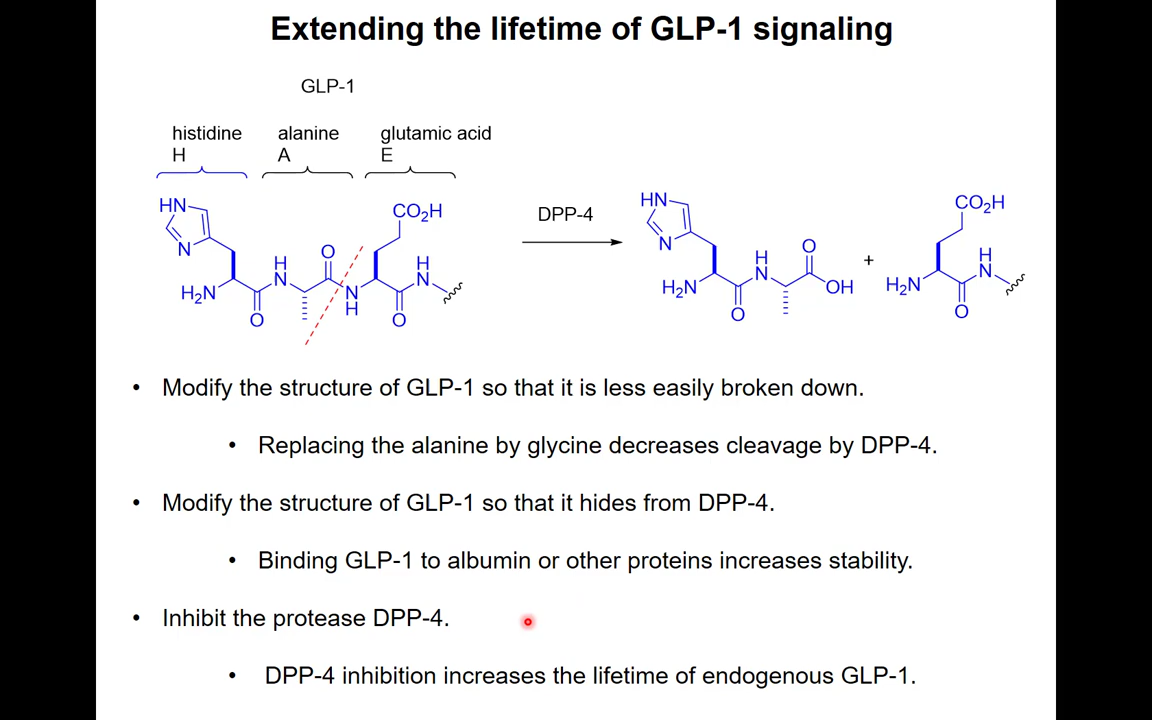 Extending the lifetime of GLP-1 signaling
GLP-1
histidine alanine glutamic acid
H A E
HN
N
H2N
O
H
N
O
N
H
CO2H
O
H
N
DPP-4
HN
N
H2N
O
H
N
O
OH
+
H2N
CO2H
O
H
N
• Modify the structure of GLP-1 so that it is less easily broken down.
• Replacing the alanine by glycine decreases cleavage by DPP-4.
• Modify the structure of GLP-1 so that it hides from DPP-4.
• Binding GLP-1 to albumin or other proteins increases stability.
• Inhibit the protease DPP-4.
• DPP-4 inhibition increases the lifetime of endogenous GLP-1.